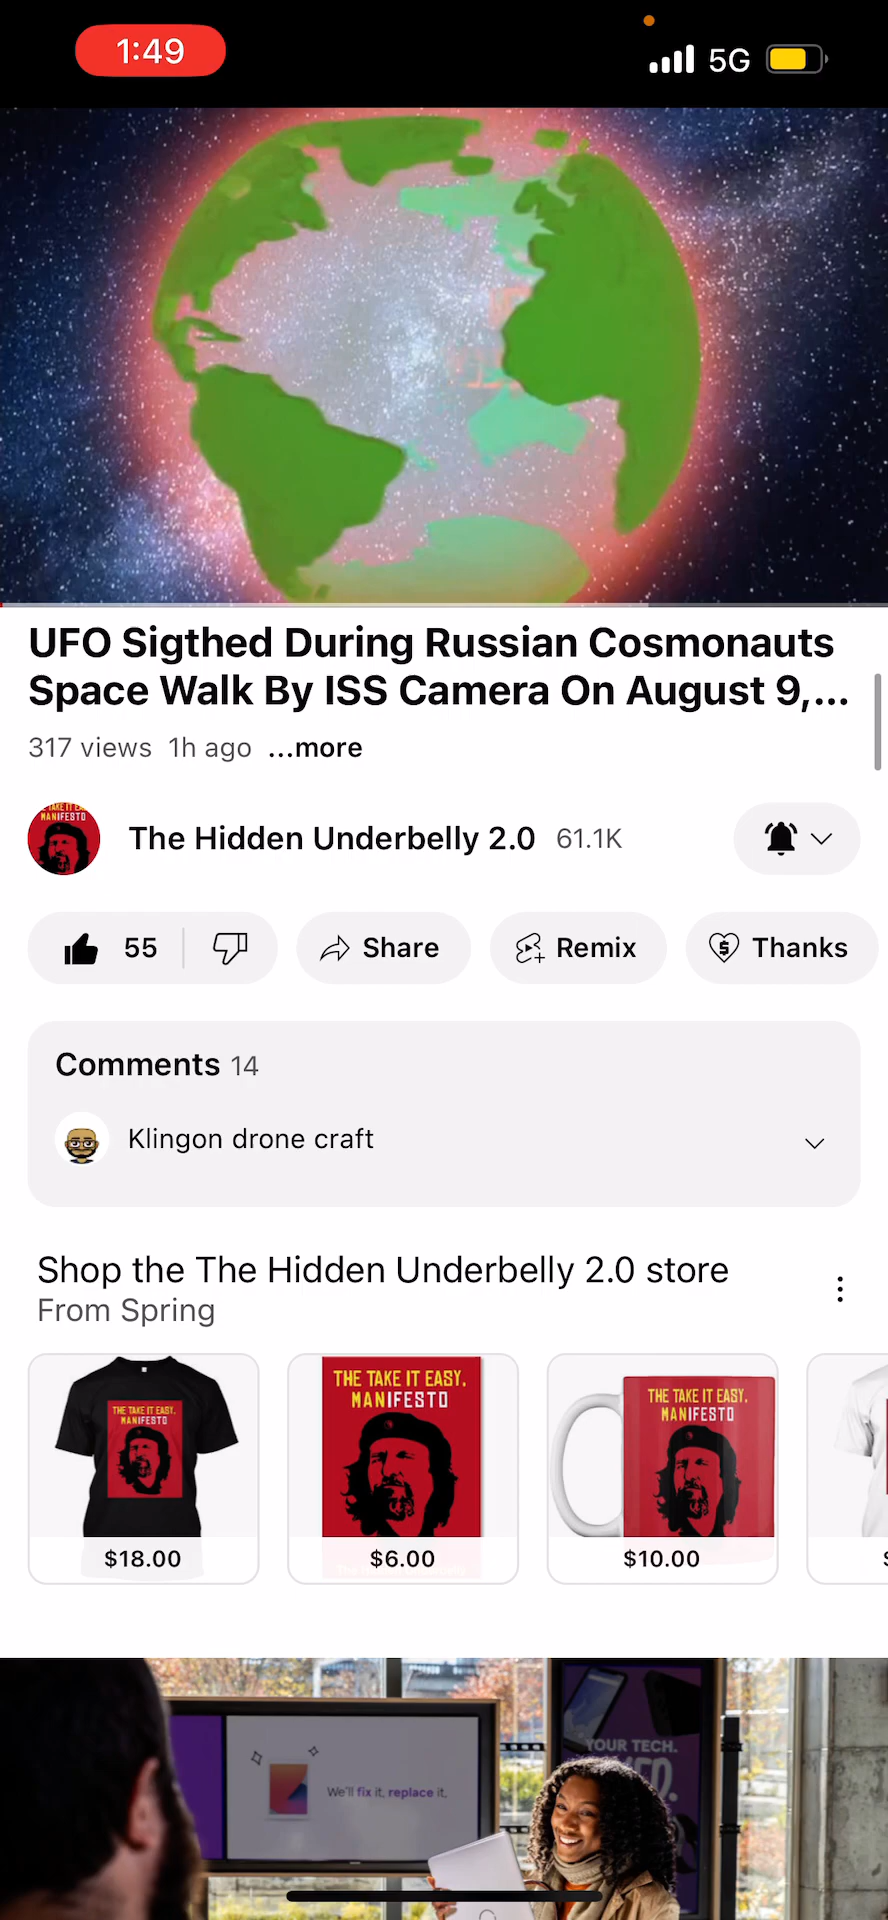 1:49
5G
UFO Sigthed During Russian Cosmonauts
Space Walk By ISS Camera On August 9,...
317 views 1h ago ...more
THE TAKE IT EASY.
MANIFESTO
The Hidden Underbelly 2.0 61.1K
55
Share
Remix
Thanks
Comments 14
Klingon drone craft
Shop the The Hidden Underbelly 2.0 store
From Spring
THE TAKE IT EASY.
MANIFESTO
$18.00
THE TAKE IT EASY.
MANIFESTO
$6.00
THE TAKE IT EASY.
MANIFESTO
$10.00
YOUR TECH.
We'll fix it, replace it,